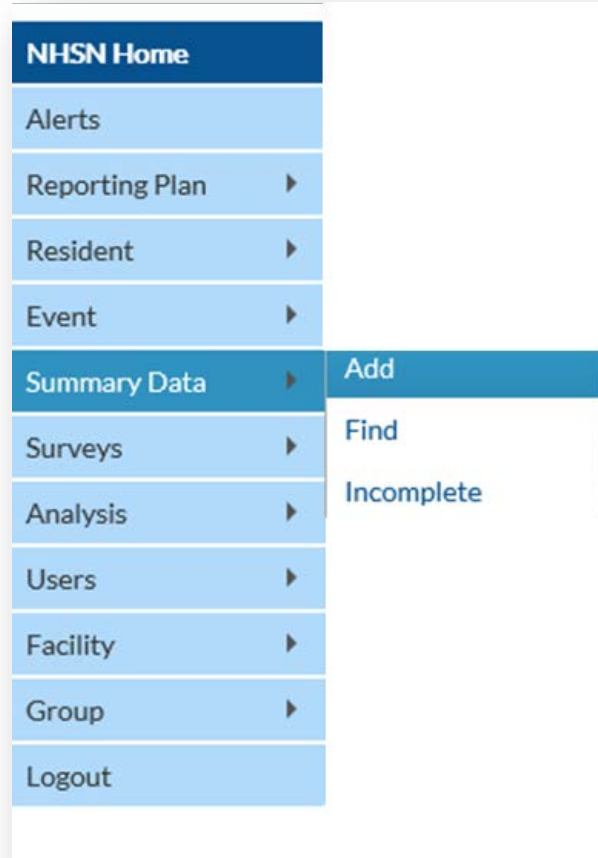 NHSN Home
Alerts
Reporting Plan
Resident
Event
Summary Data
Add
Find
Incomplete
Surveys
Analysis
Users
Facility
Group
Logout